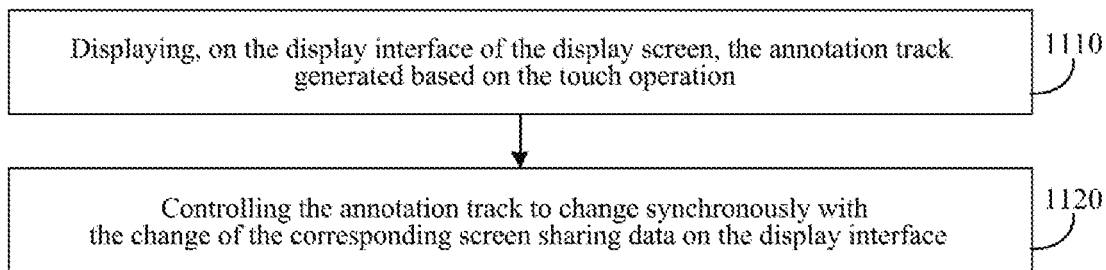 Displaying, on the display interface of the display screen, the annotation track
generated based on the touch operation
1110
Controlling the annotation track to change synchronously with
the change of the corresponding screen sharing data on the display interface
1120